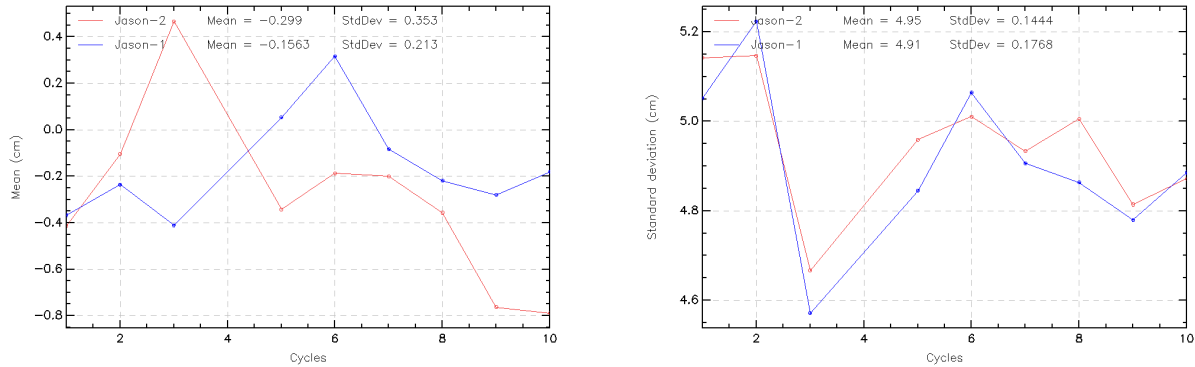 Jason-2 Mean = -0.299 StdDev = 0.353
Jason-1 Mean = -0.1563 StdDev = 0.213
0.4
0.2
0.0
-0.2
-0.4
-0.6
-0.8
Mean (cm)
2 4 6 8 10
Cycles
Jason-2 Mean = 4.95 StdDev = 0.1444
Jason-1 Mean = 4.91 StdDev = 0.1768
5.2
5.0
4.8
4.6
Standard deviation (cm)
2 4 6 8 10
Cycles